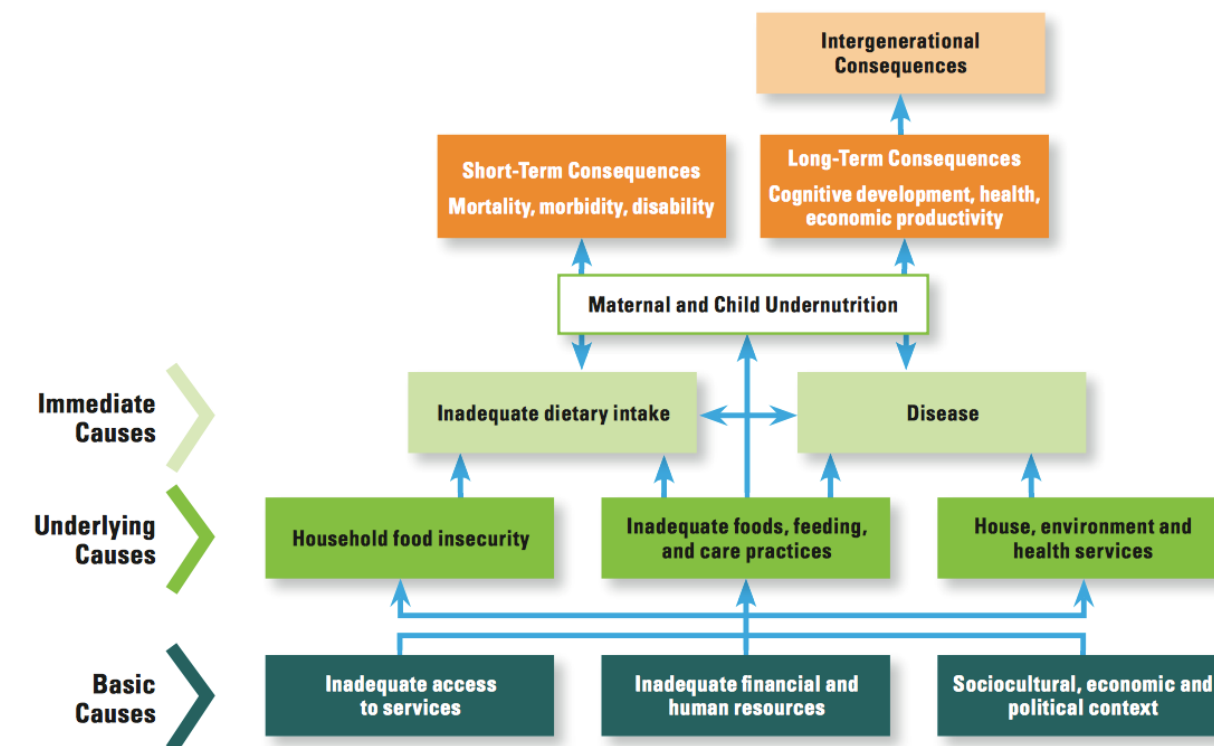 Intergenerational
Consequences
Short-Term Consequences
Mortality, morbidity, disability
Long-Term Consequences
Cognitive development, health,
economic productivity
Maternal and Child Undernutrition
Immediate
Causes
Inadequate dietary intake
Disease
Underlying
Causes
Household food insecurity
Inadequate foods, feeding,
and care practices
House, environment and
health services
Basic
Causes
Inadequate access
to services
Inadequate financial and
human resources
Sociocultural, economic and
political context